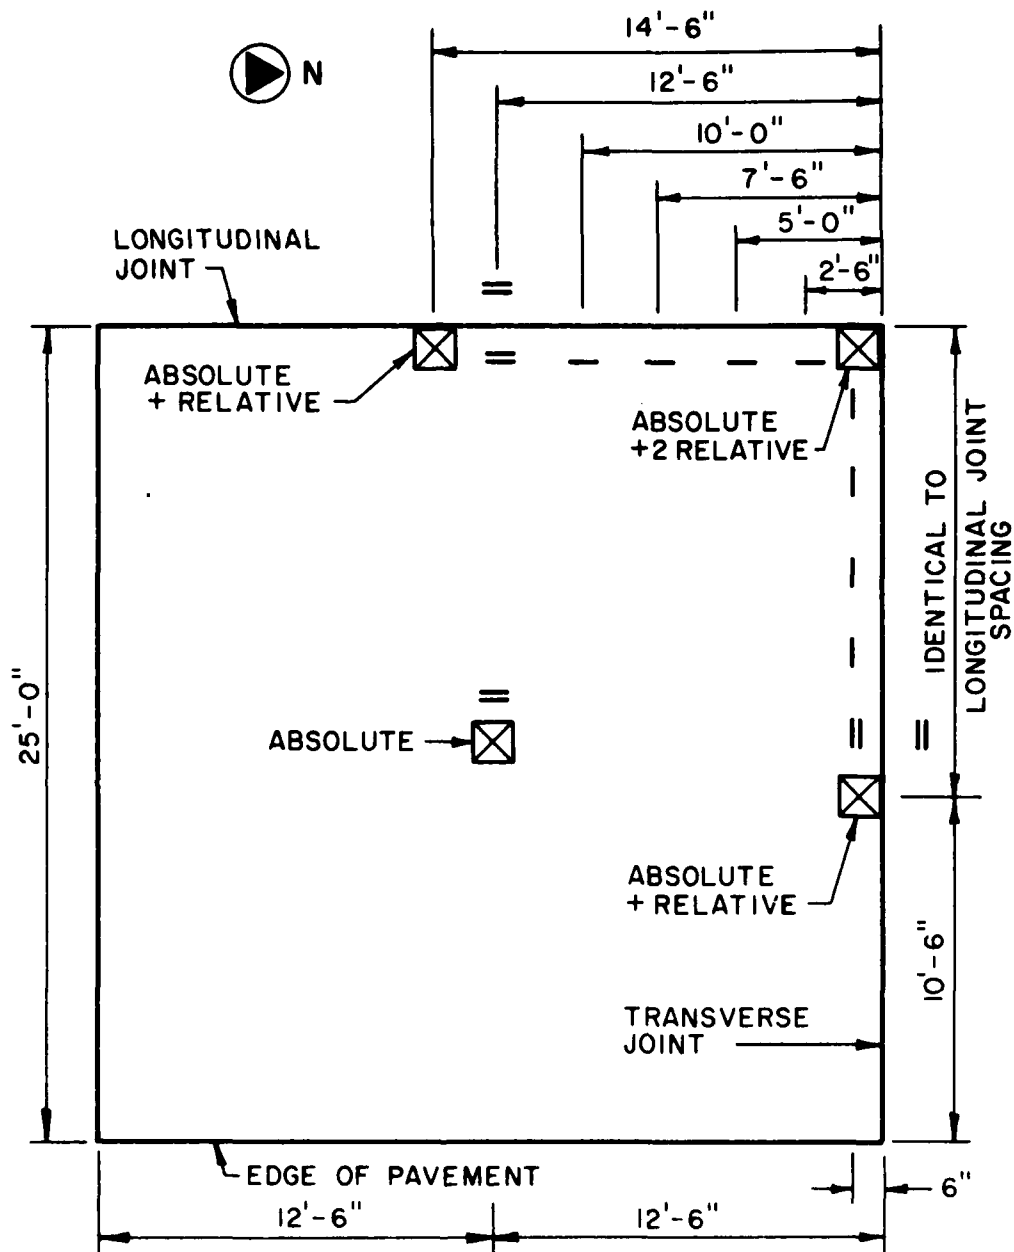 14'-6"
N
12'-6"
10'-0"
7'-6"
5'-0"
2'-6"
LONGITUDINAL
JOINT
ABSOLUTE
+ RELATIVE
ABSOLUTE
+2 RELATIVE
IDENTICAL TO
LONGITUDINAL JOINT
SPACING
25'-0"
ABSOLUTE
ABSOLUTE
+ RELATIVE
10'-6"
TRANSVERSE
JOINT
EDGE OF PAVEMENT
6"
12'-6"
12'-6"